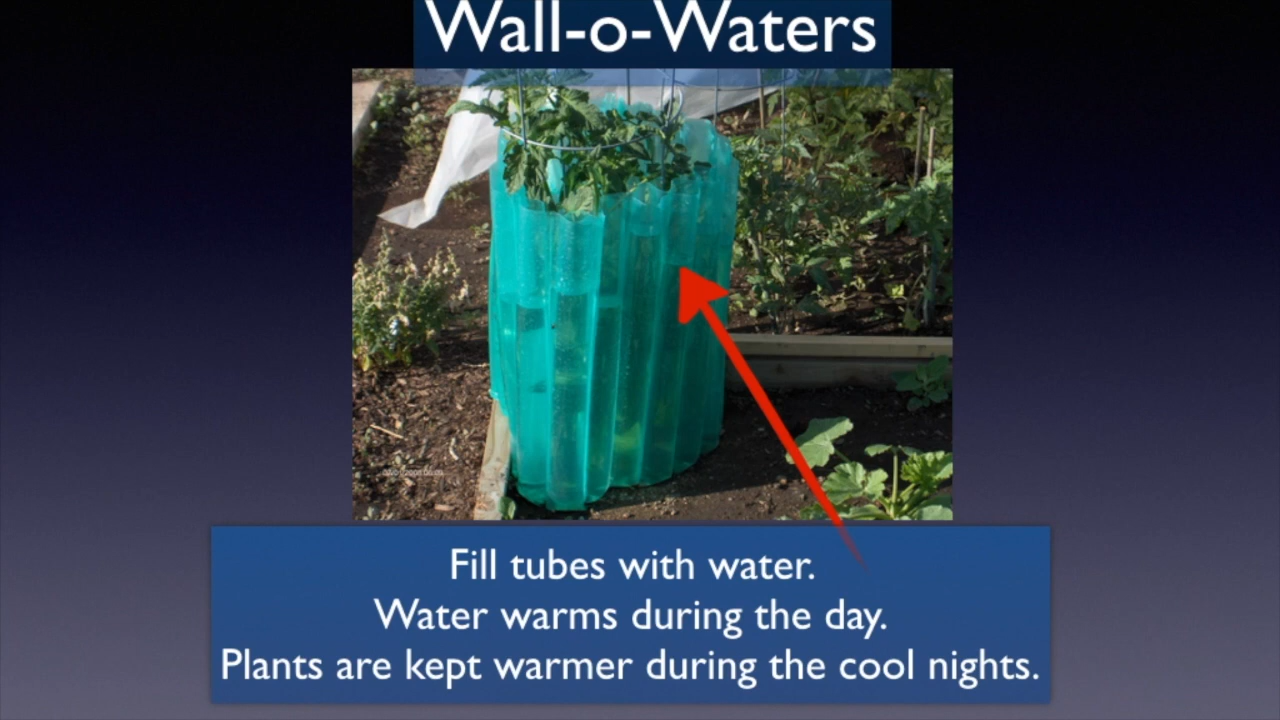 Wall-o-Waters
Fill tubes with water.
Water warms during the day.
Plants are kept warmer during the cool nights.